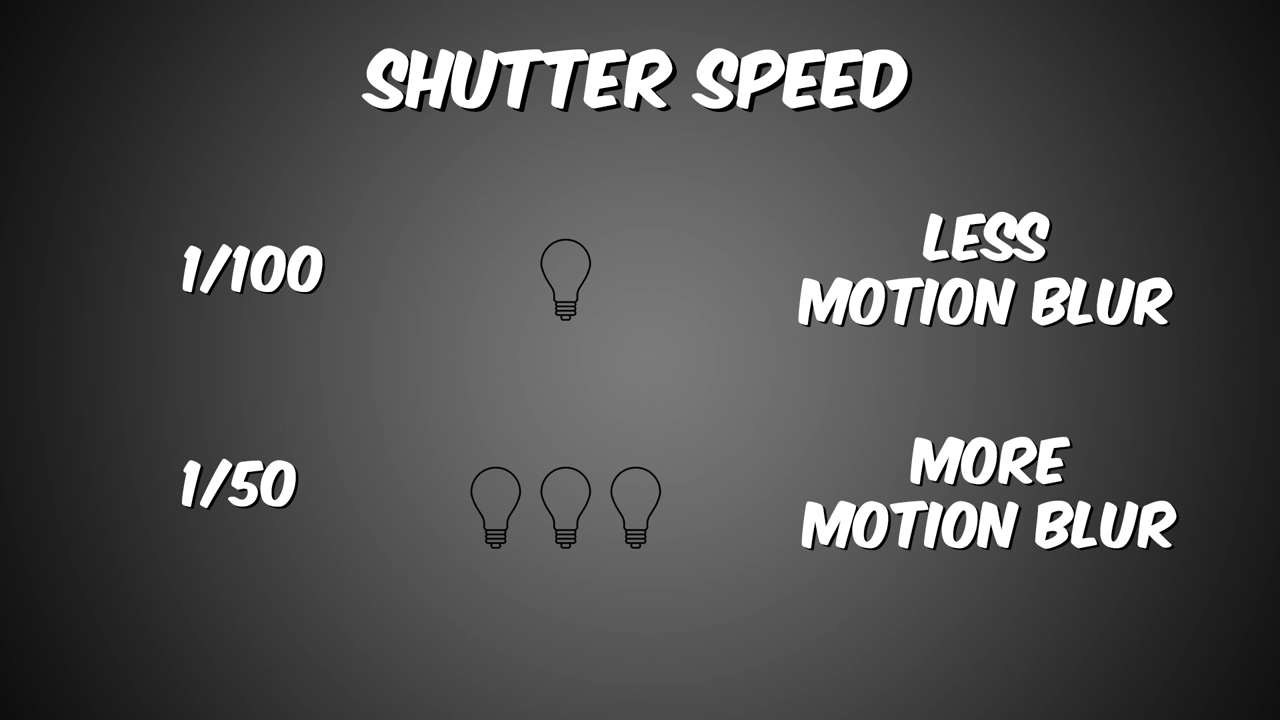 SHUTTER SPEED
1/100
LESS
MOTION BLUR
1/50
MORE
MOTION BLUR